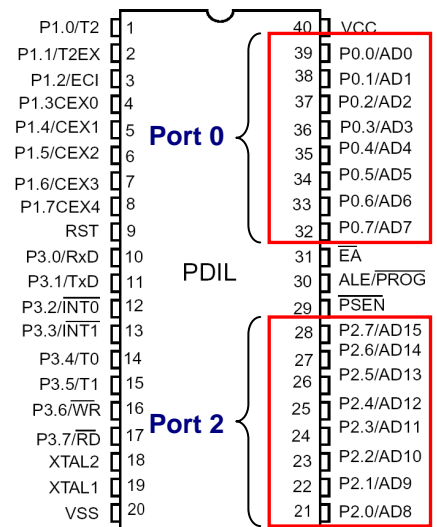 P1.0/T2 1 40 VCC
P1.1/T2EX 2 39 P0.0/AD0
P1.2/ECI 3 38 P0.1/AD1
P1.3CEX0 4 37 P0.2/AD2
P1.4/CEX1 5 36 P0.3/AD3
Port 0
P1.5/CEX2 6 35 P0.4/AD4
P1.6/CEX3 7 34 P0.5/AD5
P1.7CEX4 8 33 P0.6/AD6
RST 9 32 P0.7/AD7
P3.0/RxD 10 31 EA
PDIL
P3.1/TxD 11 30 ALE/PROG
P3.2/INT0 12 29 PSEN
P3.3/INT1 13 28 P2.7/AD15
P3.4/T0 14 27 P2.6/AD14
P3.5/T1 15 26 P2.5/AD13
P3.6/WR 16 25 P2.4/AD12
Port 2
P3.7/RD 17 24 P2.3/AD11
XTAL2 18 23 P2.2/AD10
XTAL1 19 22 P2.1/AD9
VSS 20 21 P2.0/AD8